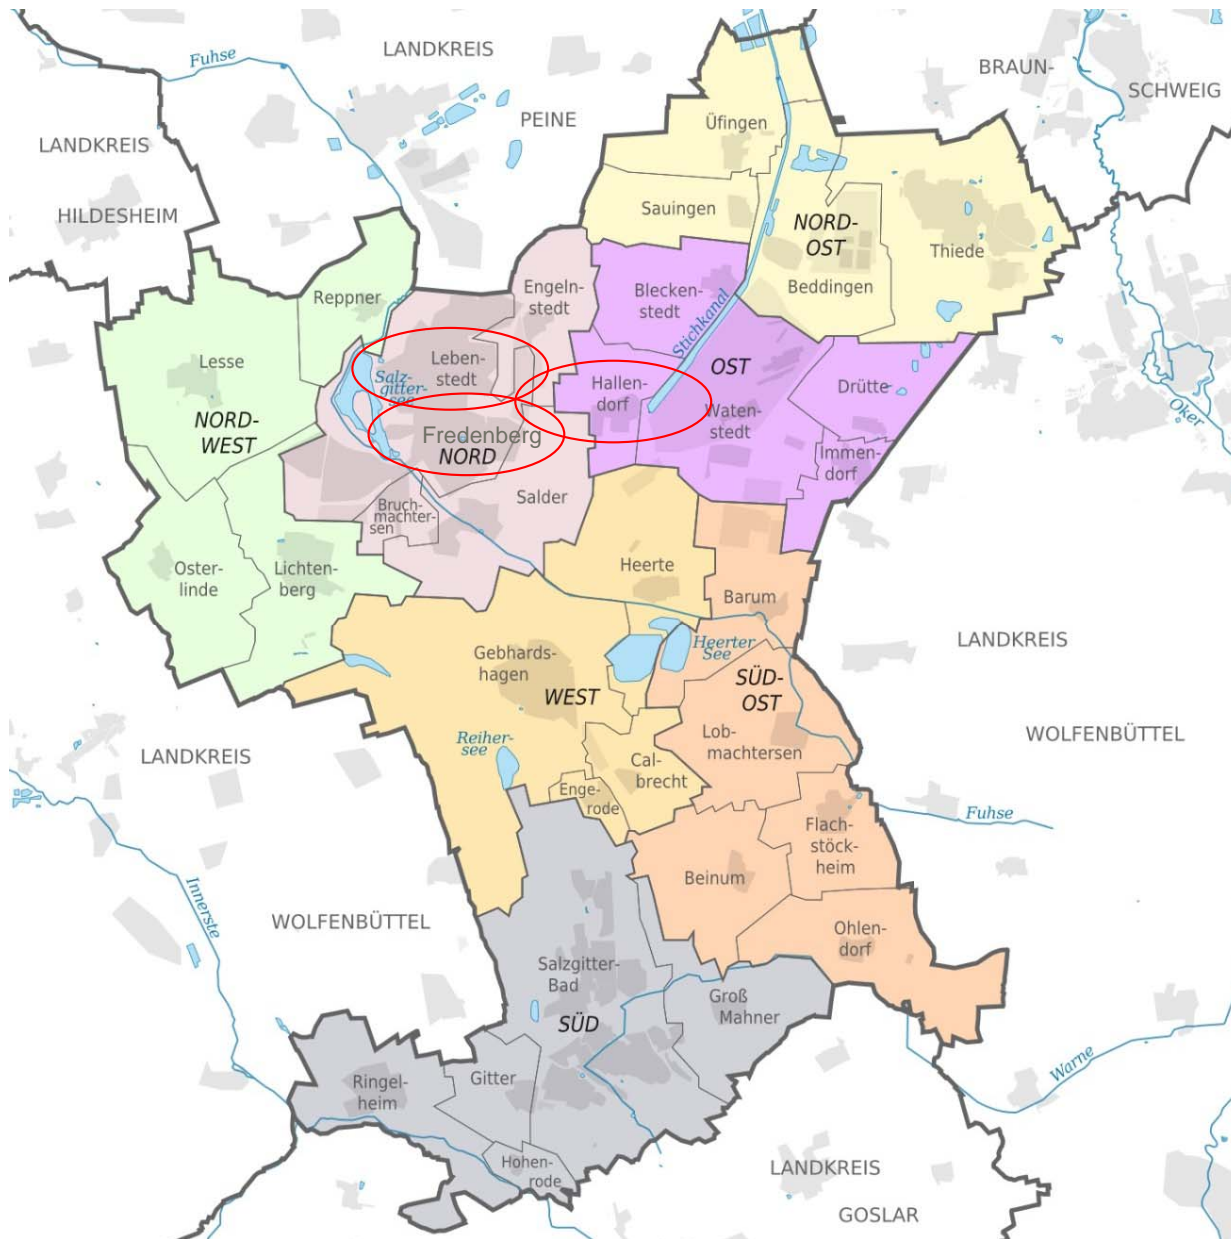 LANDKREIS
Fuhse
BRAUN-
SCHWEIG
PEINE
LANDKREIS
HILDESHEIM
Üfingen
Sauingen
NORD-
OST
Thiede
Beddingen
Engeln-
stedt
Blecken-
stedt
Stichkanal
Reppner
Lesse
Leben-
stedt
Salz-
gitter-
see
Hallen-
dorf
OST
Drütte
Waten-
stedt
NORD-
WEST
Fredenberg
NORD
Immen-
dorf
Oker
Salder
Bruch-
machter-
sen
Oster-
linde
Lichten-
berg
Heerte
Barum
Heerter
See
Gebhards-
hagen
WEST
SÜD-
OST
LANDKREIS
WOLFENBÜTTEL
LANDKREIS
Reiher-
see
Lob-
machtersen
Cal-
brecht
Enge-
rode
Fuhse
Flach-
stöck-
heim
Beinum
Innerste
WOLFENBÜTTEL
Ohlen-
dorf
Salzgitter-
Bad
SÜD
Groß
Mahner
Warne
Ringel-
heim
Gitter
Hohen-
rode
LANDKREIS
GOSLAR